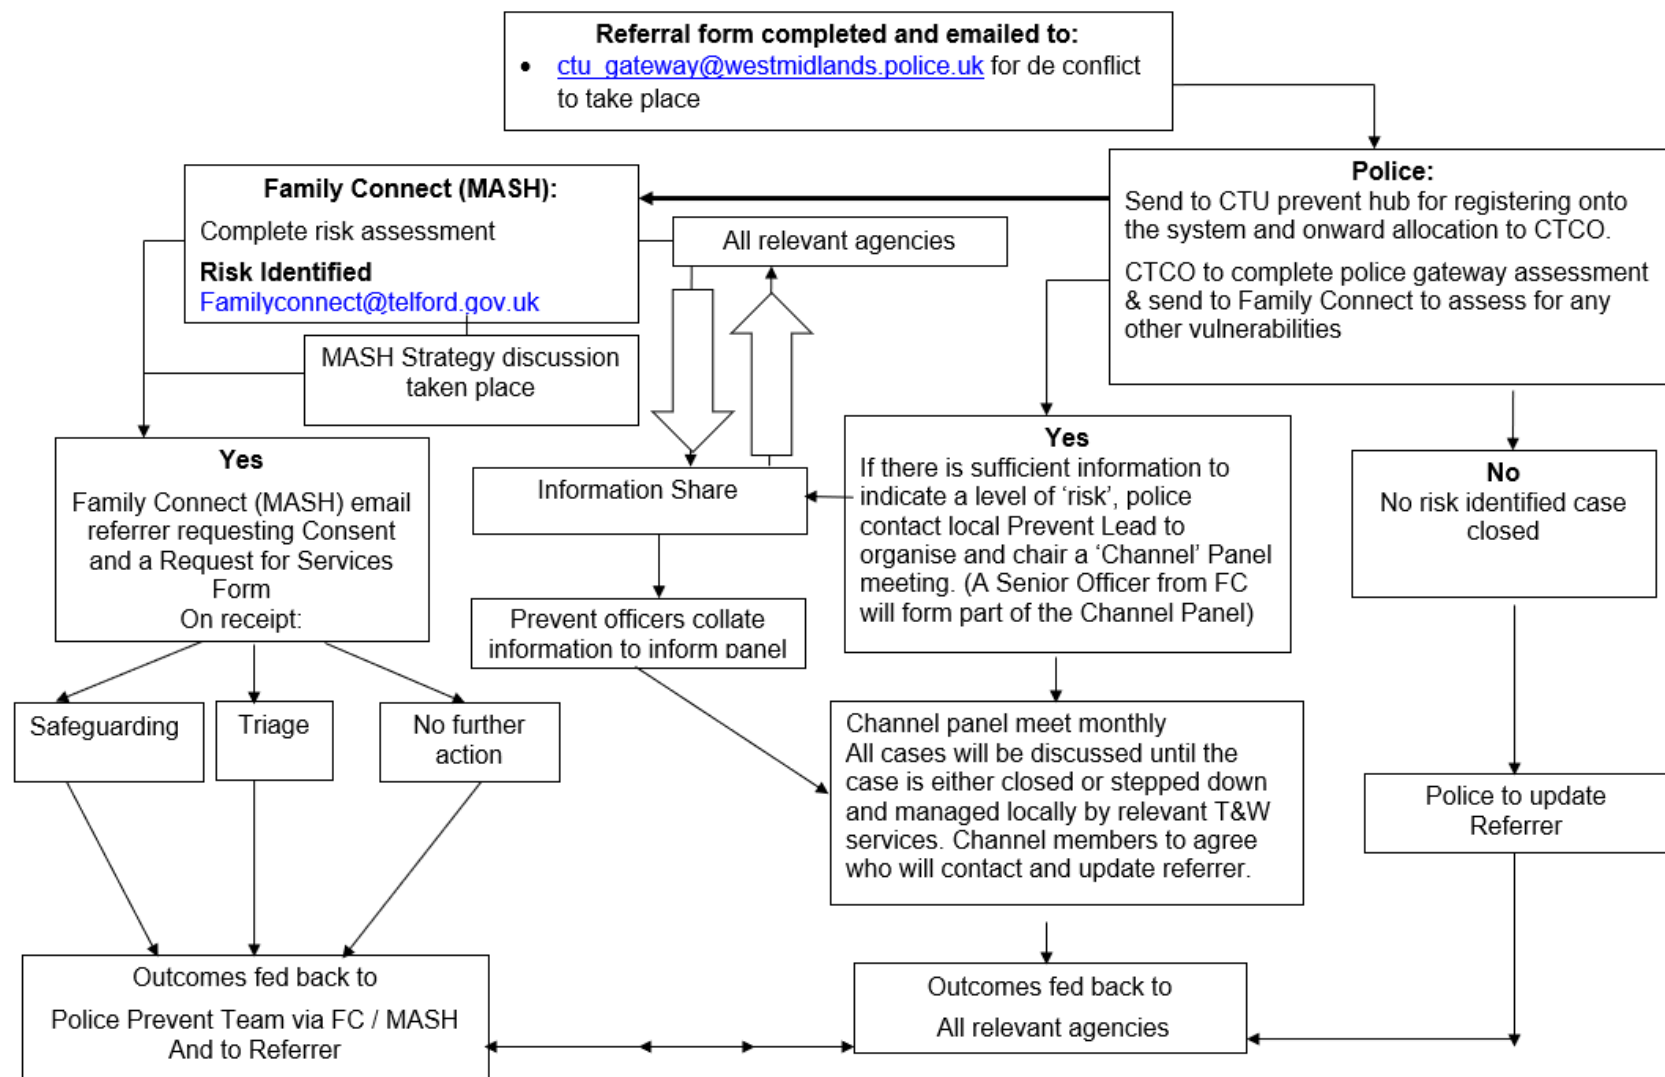 Referral form completed and emailed to:
• ctu_gateway@westmidlands.police.uk for de conflict
to take place
Police:
Send to CTU prevent hub for registering onto
the system and onward allocation to CTCO.
CTCO to complete police gateway assessment
& send to Family Connect to assess for any
other vulnerabilities
Family Connect (MASH):
Complete risk assessment
Risk Identified
Familyconnect@telford.gov.uk
All relevant agencies
MASH Strategy discussion
taken place
Yes
Family Connect (MASH) email
referrer requesting Consent
and a Request for Services
Form
On receipt:
Information Share
Yes
If there is sufficient information to
indicate a level of ‘risk’, police
contact local Prevent Lead to
organise and chair a ‘Channel’ Panel
meeting. (A Senior Officer from FC
will form part of the Channel Panel)
No
No risk identified case
closed
Prevent officers collate
information to inform panel
Safeguarding
Triage
No further
action
Channel panel meet monthly
All cases will be discussed until the
case is either closed or stepped down
and managed locally by relevant T&W
services. Channel members to agree
who will contact and update referrer.
Police to update
Referrer
Outcomes fed back to
Police Prevent Team via FC / MASH
And to Referrer
Outcomes fed back to
All relevant agencies